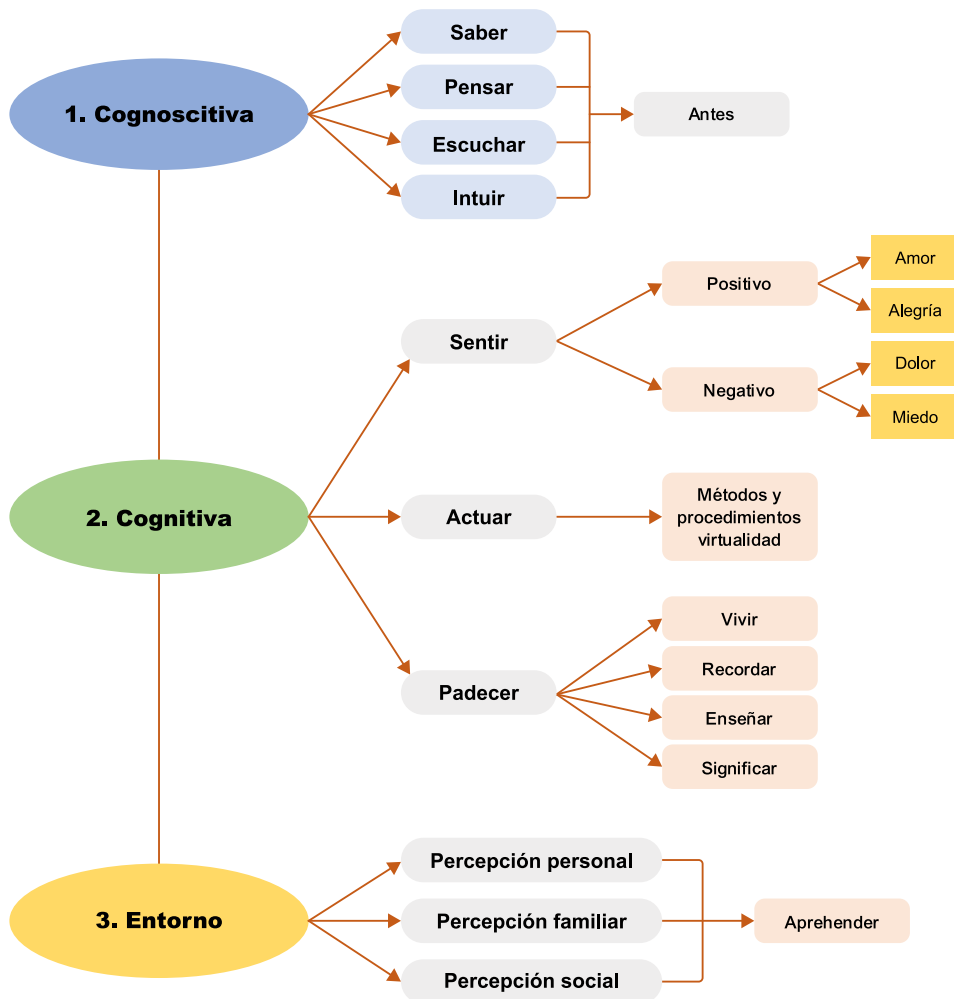 1. Cognoscitiva
Saber
Pensar
Escuchar
Intuir
Antes
2. Cognitiva
Sentir
Positivo
Amor
Alegría
Negativo
Dolor
Miedo
Actuar
Métodos y
procedimientos
virtualidad
Padecer
Vivir
Recordar
Enseñar
Significar
3. Entorno
Percepción personal
Percepción familiar
Percepción social
Aprehender